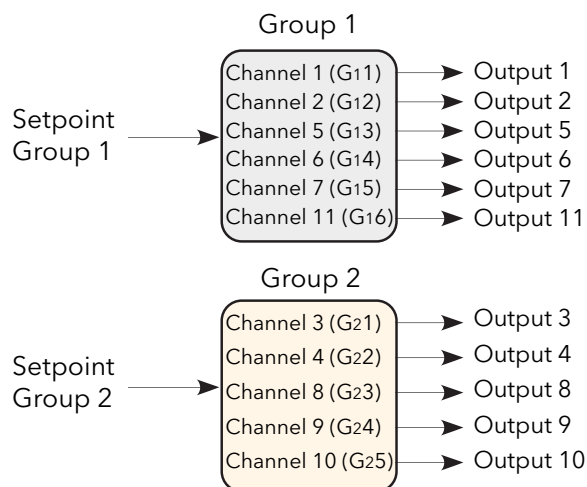 Group 1
Setpoint
Group 1
Channel 1 (G11)
Channel 2 (G12)
Channel 5 (G13)
Channel 6 (G14)
Channel 7 (G15)
Channel 11 (G16)
Output 1
Output 2
Output 5
Output 6
Output 7
Output 11
Group 2
Setpoint
Group 2
Channel 3 (G21)
Channel 4 (G22)
Channel 8 (G23)
Channel 9 (G24)
Channel 10 (G25)
Output 3
Output 4
Output 8
Output 9
Output 10